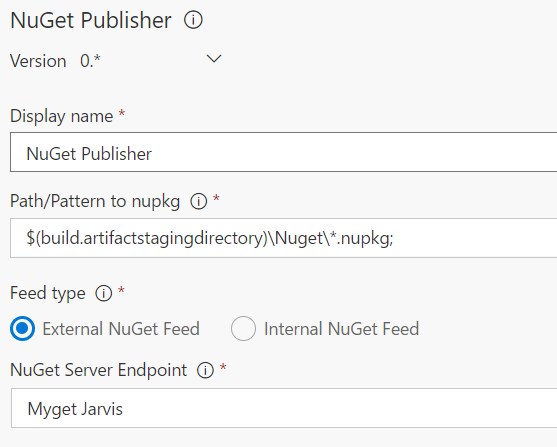 NuGet Publisher
Version 0.*
Display name *
NuGet Publisher
Path/Pattern to nupkg *
$(build.artifactstagingdirectory)\Nuget\*.nupkg;
Feed type *
External NuGet Feed Internal NuGet Feed
NuGet Server Endpoint *
Myget Jarvis